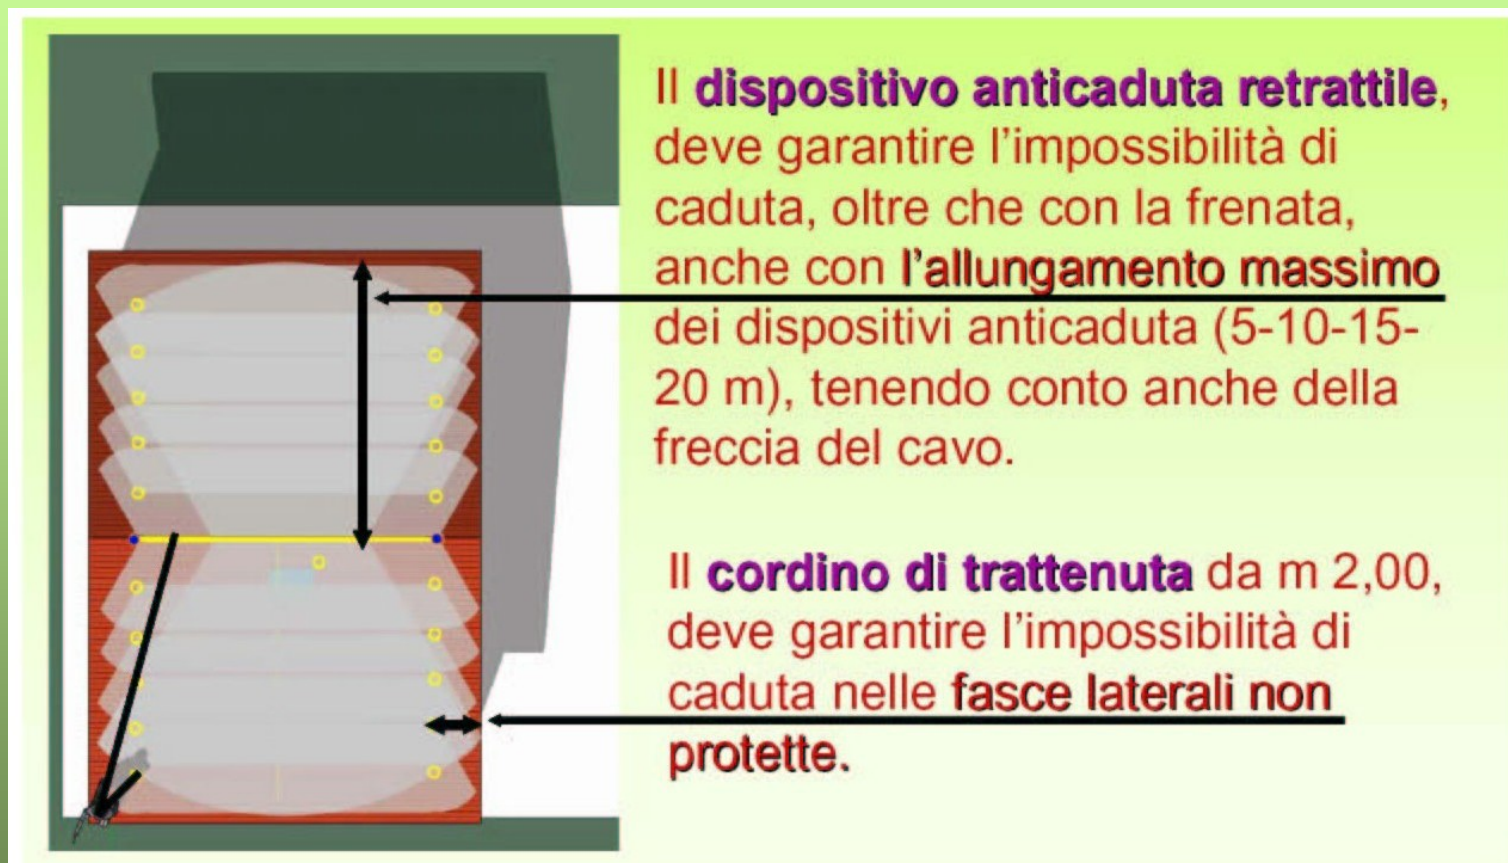 Il dispositivo anticaduta retrattile,
deve garantire l'impossibilità di
caduta, oltre che con la frenata,
anche con l'allungamento massimo
dei dispositivi anticaduta (5-10-15-
20 m), tenendo conto anche della
freccia del cavo.
Il cordino di trattenuta da m 2,00,
deve garantire l'impossibilità di
caduta nelle fasce laterali non
protette.